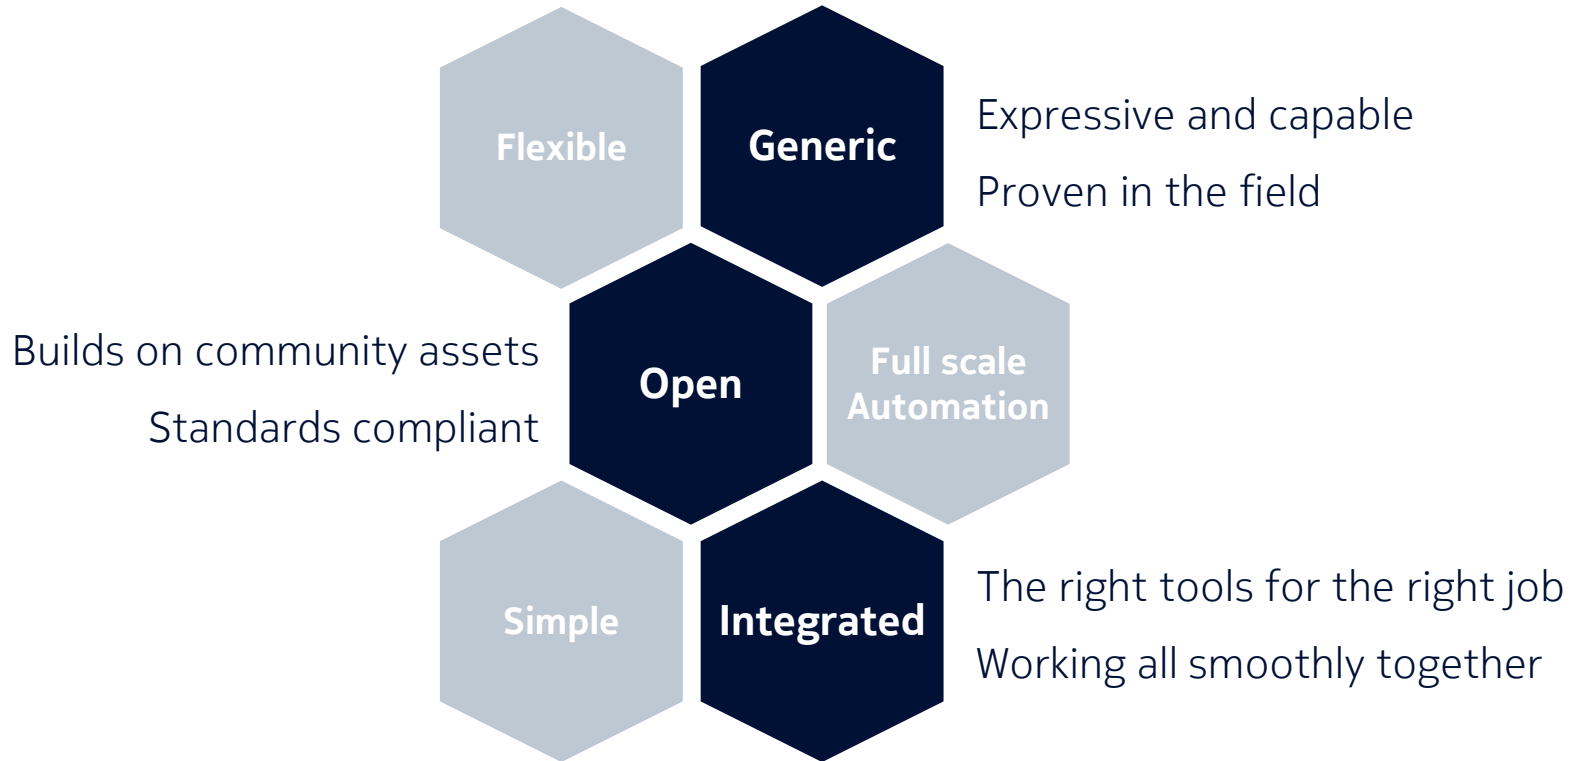 Flexible
Generic
Expressive and capable
Proven in the field
Builds on community assets
Standards compliant
Open
Full scale
Automation
Simple
Integrated
The right tools for the right job
Working all smoothly together